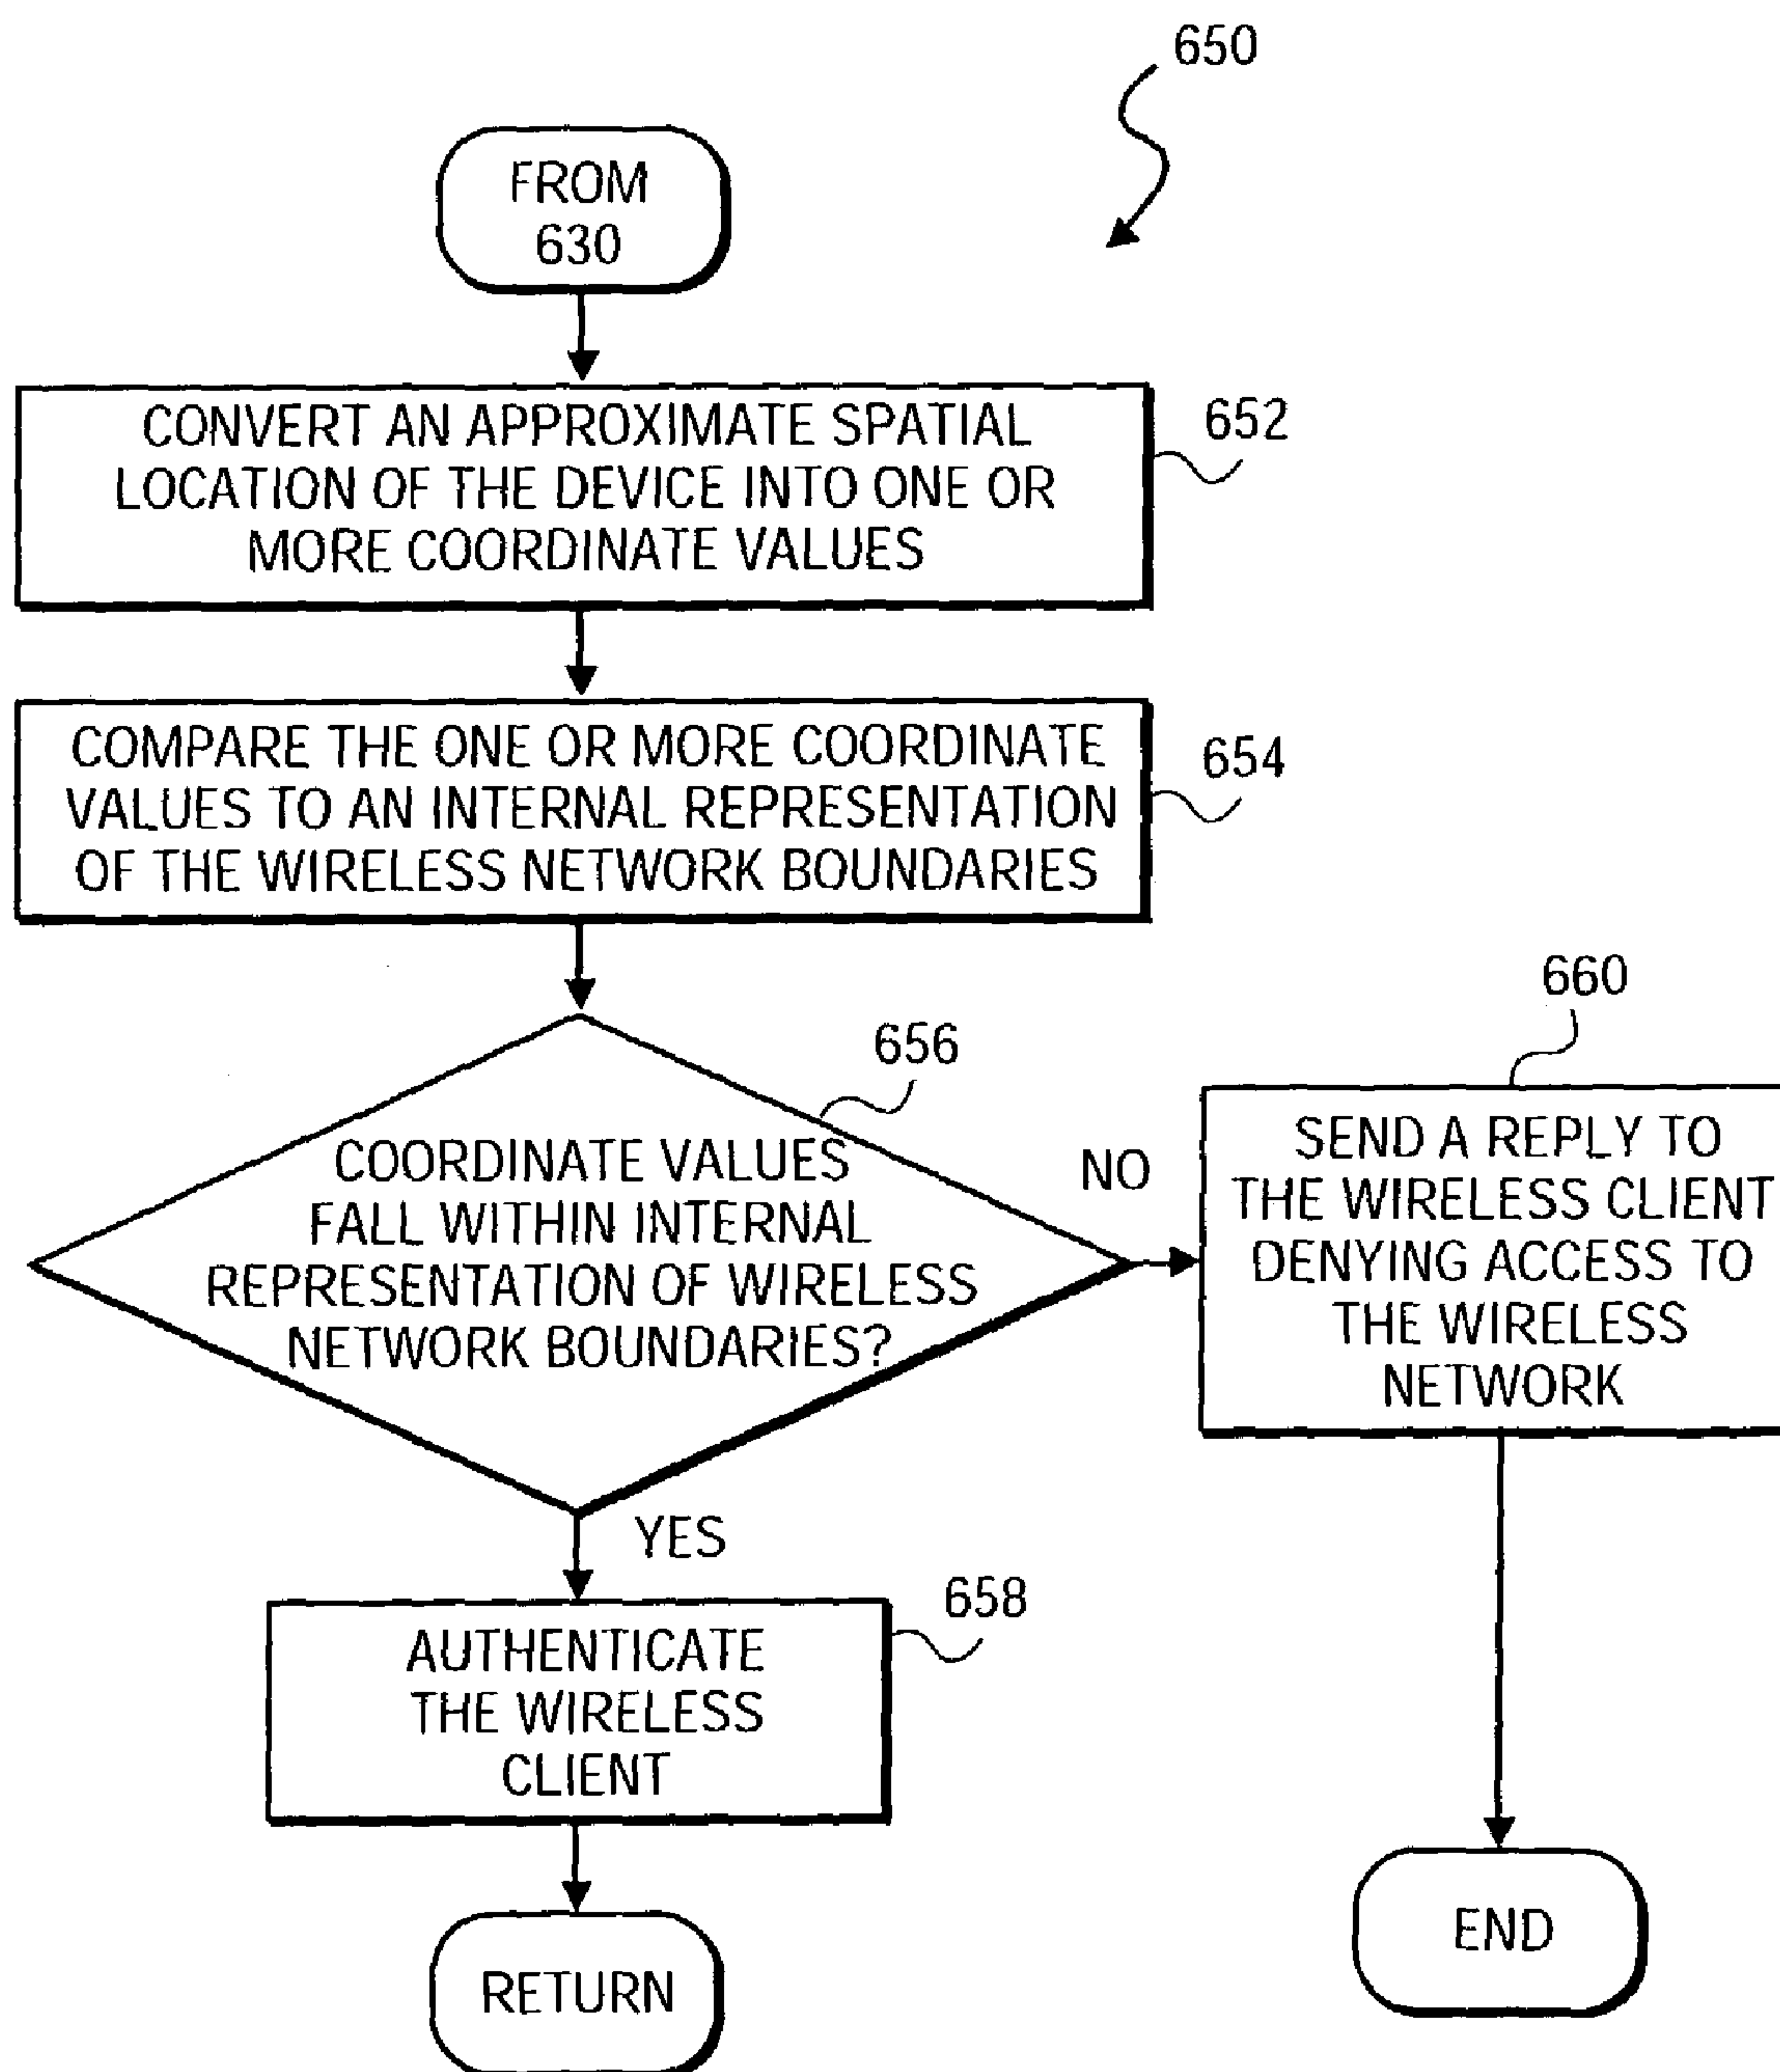 650
FROM
630
CONVERT AN APPROXIMATE SPATIAL
LOCATION OF THE DEVICE INTO ONE OR
MORE COORDINATE VALUES
652
COMPARE THE ONE OR MORE COORDINATE
VALUES TO AN INTERNAL REPRESENTATION
OF THE WIRELESS NETWORK BOUNDARIES
654
656
COORDINATE VALUES
FALL WITHIN INTERNAL
REPRESENTATION OF WIRELESS
NETWORK BOUNDARIES?
NO
660
SEND A REPLY TO
THE WIRELESS CLIENT
DENYING ACCESS TO
THE WIRELESS
NETWORK
YES
658
AUTHENTICATE
THE WIRELESS
CLIENT
RETURN
END